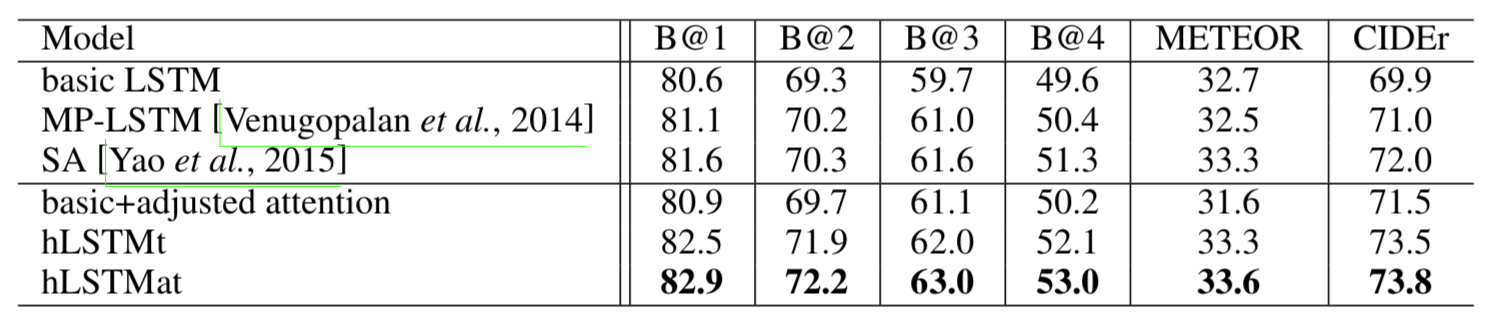 Model B@1 B@2 B@3 B@4 METEOR CIDEr
basic LSTM 80.6 69.3 59.7 49.6 32.7 69.9
MP-LSTM [Venugopalan et al., 2014] 81.1 70.2 61.0 50.4 32.5 71.0
SA [Yao et al., 2015] 81.6 70.3 61.6 51.3 33.3 72.0
basic+adjusted attention 80.9 69.7 61.1 50.2 31.6 71.5
hLSTMt 82.5 71.9 62.0 52.1 33.3 73.5
hLSTMat 82.9 72.2 63.0 53.0 33.6 73.8